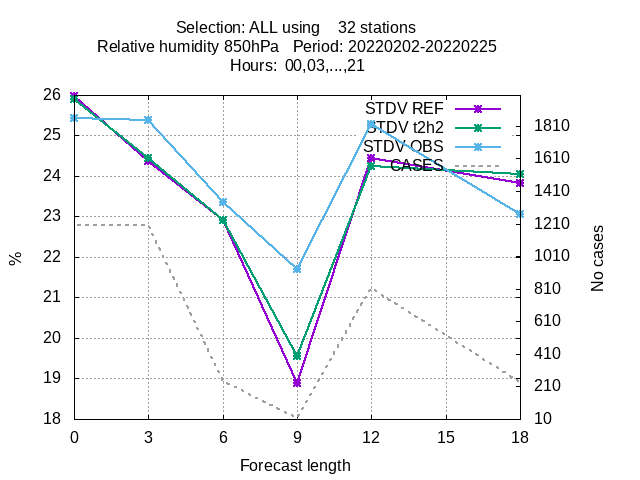 Selection: ALL using    32 stations
Relative humidity 850hPa   Period: 20220202-20220225
Hours:  00,03,...,21
STDV REF
STDV t2h2
STDV OBS
CASES
26
25
24
23
22
21
20
19
18
%
1810
1610
1410
1210
1010
810
610
410
210
10
No cases
0 3 6 9 12 15 18
Forecast length